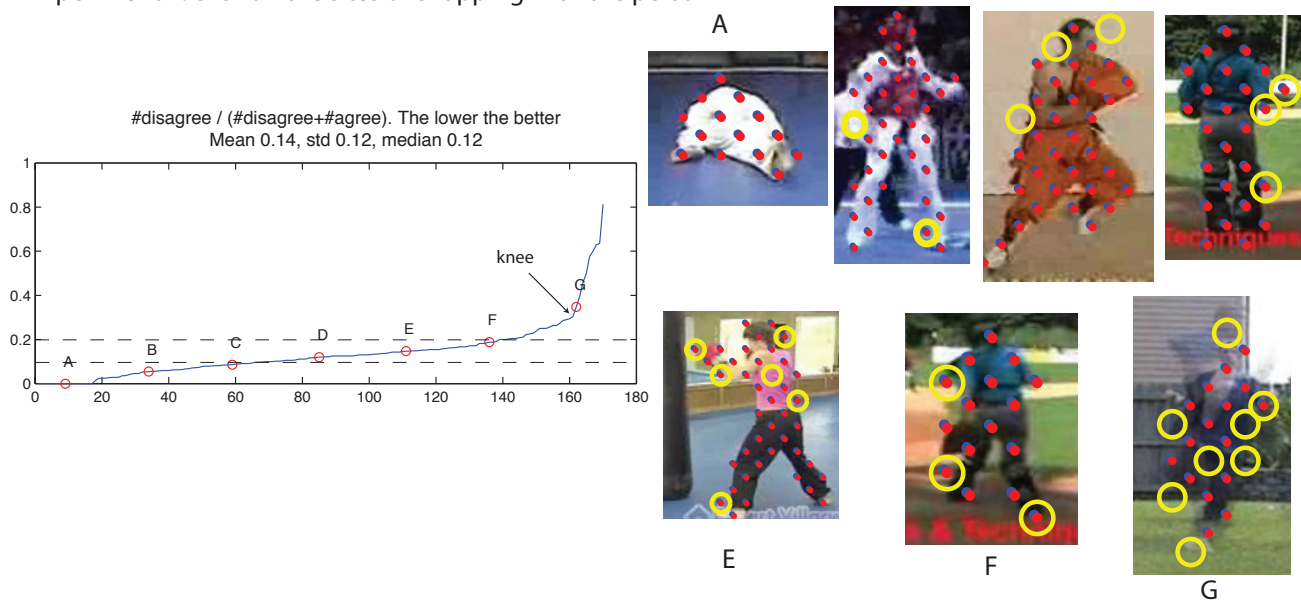 A
#disagree / (#disagree+#agree). The lower the better
Mean 0.14, std 0.12, median 0.12
1
0.8
0.6
0.4
0.2
0
knee
A
B
C
D
E
F
G
0 20 40 60 80 100 120 140 160 180
Techniques
& Techniqu
E
F
G